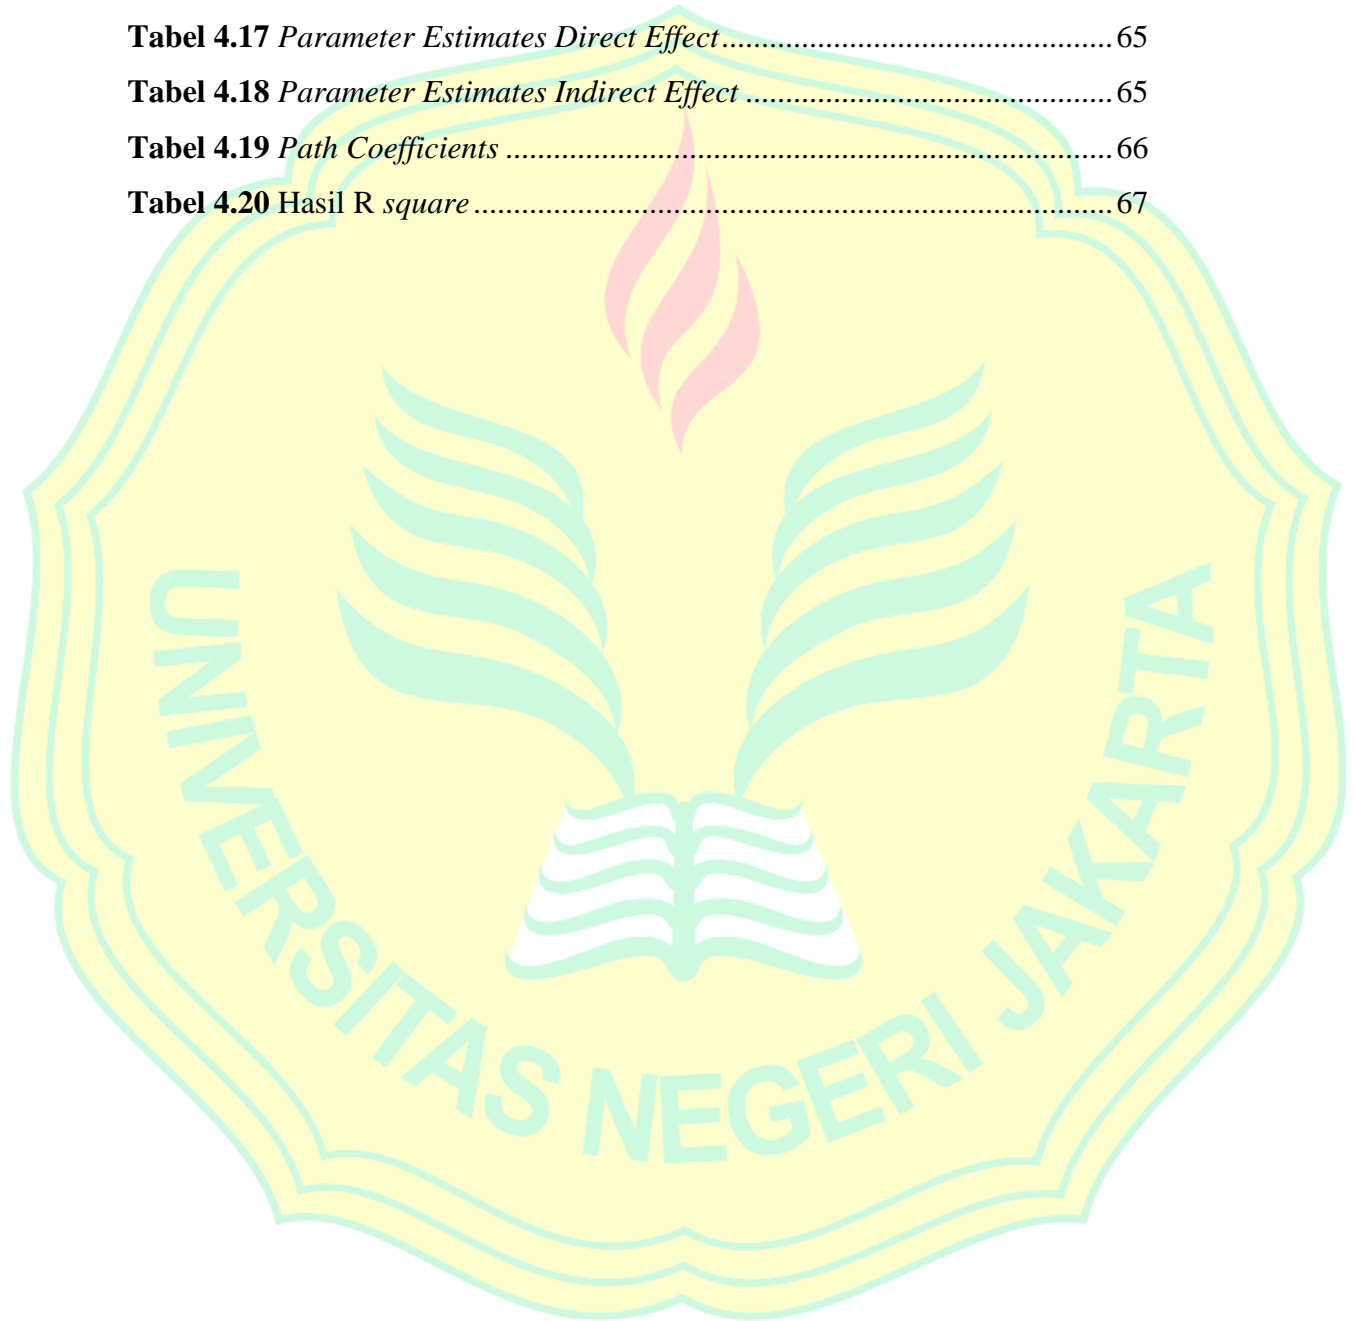 Tabel 4.17 Parameter Estimates Direct Effect................................................. 65
Tabel 4.18 Parameter Estimates Indirect Effect .............................................. 65
Tabel 4.19 Path Coefficients ............................................................................ 66
Tabel 4.20 Hasil R square ................................................................................ 67
UNIVERSITAS NEGERI JAKARTA